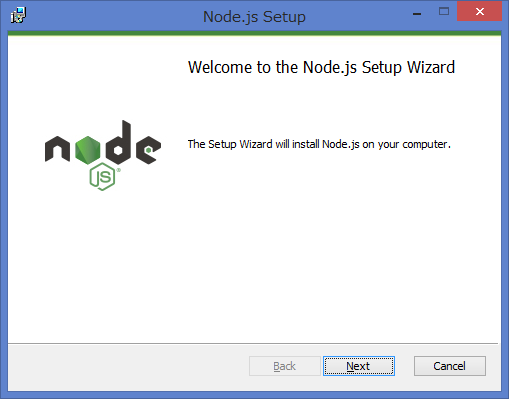 Node.js Setup
Welcome to the Node.js Setup Wizard
The Setup Wizard will install Node.js on your computer.
node
JS®
Back
Next
Cancel